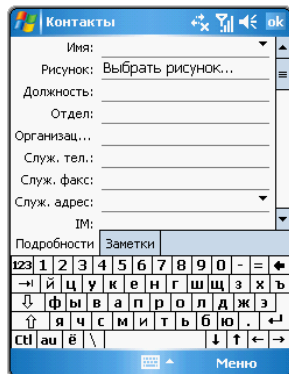 Контакты ok
Имя:
Рисунок: Выбрать рисунок...
Должность:
Отдел:
Организац...
Служ. тел.:
Служ. факс:
Служ. адрес:
IM:
Подробности Заметки
123 1 2 3 4 5 6 7 8 9 0 - =
й ц у к е н г ш щ з х ъ
ф ы в а п р о л д ж э
я ч с м и т ь б ю .
Ctl au ё \
Меню